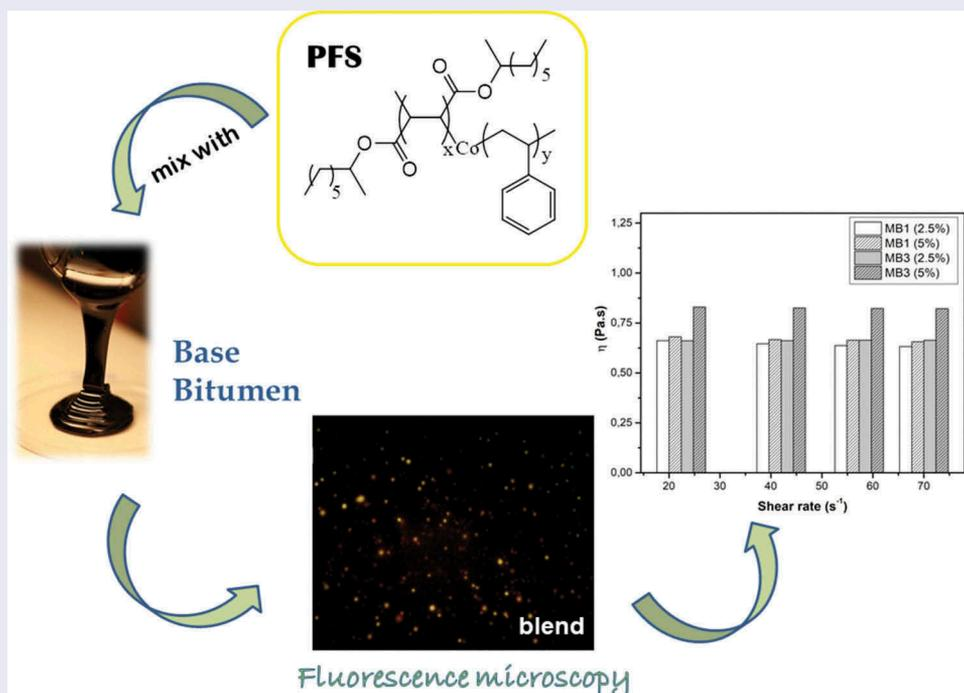 PFS
O
O
5
x
Co
y
O
O
5
mix with
Base
Bitumen
blend
Fluorescence microscopy
MB1 (2.5%)
MB1 (5%)
MB3 (2.5%)
MB3 (5%)
η (Pa.s)
1,25
1,00
0,75
0,50
0,25
0,00
20 30 40 50 60 70
Shear rate (s⁻¹)